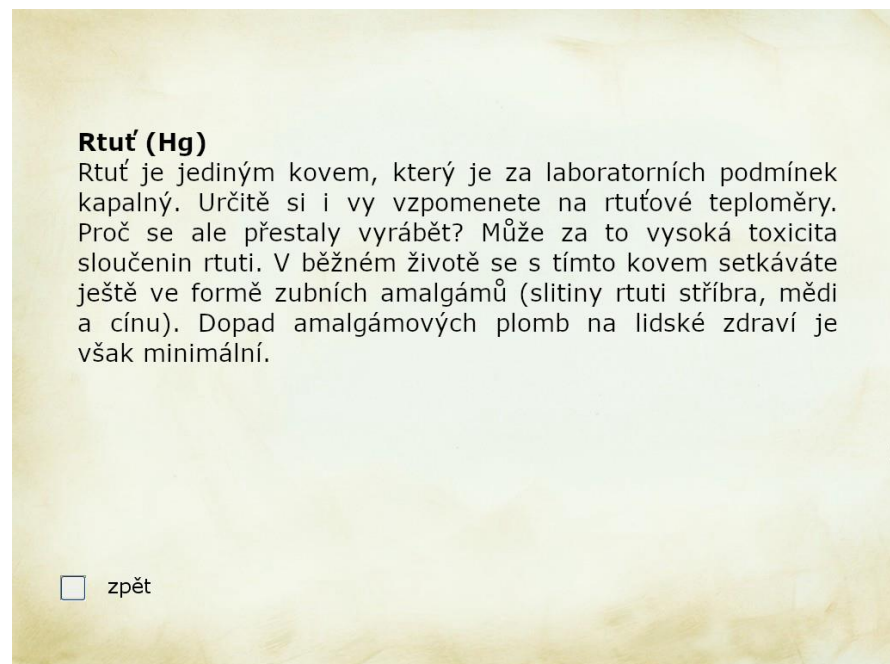 Rtuť (Hg)
Rtuť je jediným kovem, který je za laboratorních podmínek
kapalný. Určitě si i vy vzpomenete na rtuťové teploměry.
Proč se ale přestaly vyrábět? Může za to vysoká toxicita
sloučenin rtuti. V běžném životě se s tímto kovem setkáváte
ještě ve formě zubních amalgámů (slitiny rtuti stříbra, mědi
a cínu). Dopad amalgámových plomb na lidské zdraví je
však minimální.
zpět